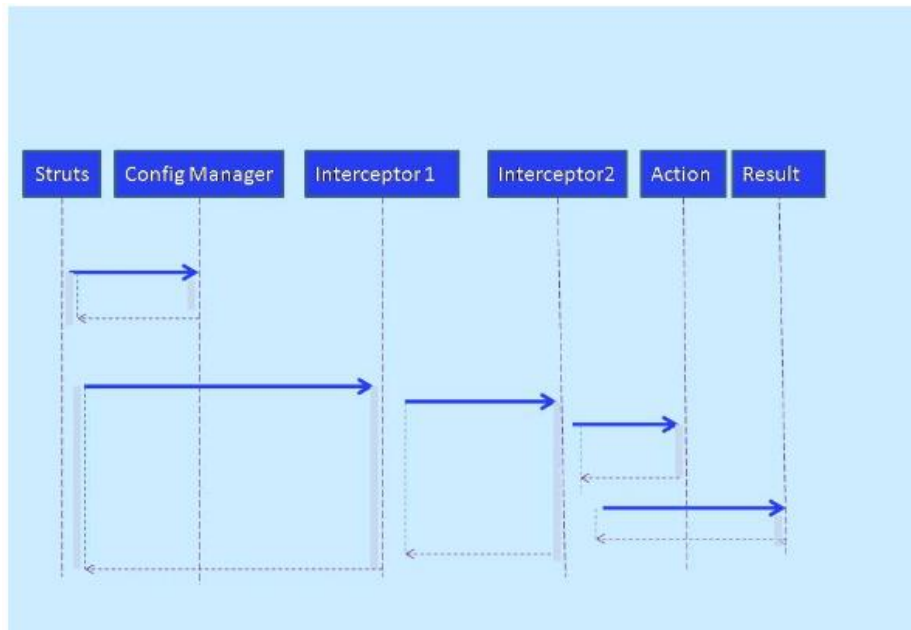 Struts
Config Manager
Interceptor 1
Interceptor2
Action
Result